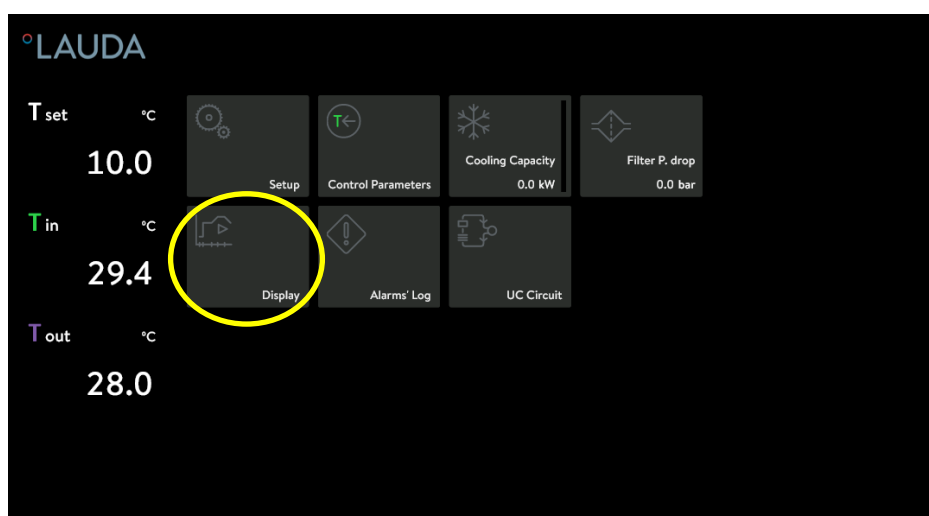 °LAUDA
T set °C
10.0
T in °C
29.4
T out °C
28.0
Setup
T← Control Parameters
Cooling Capacity
0.0 kW
Filter P. drop
0.0 bar
Display
Alarms' Log
UC Circuit